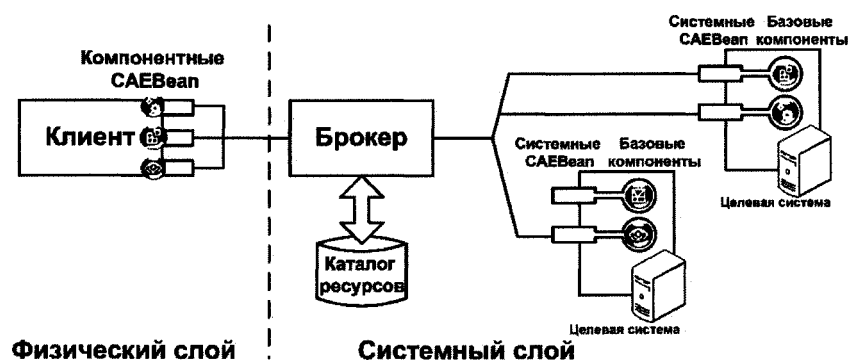 Компонентные
CAEBean
Клиент
Брокер
Каталог
ресурсов
Системные Базовые
CAEBean компоненты
Целевая система
Системные Базовые
CAEBean компоненты
Целевая система
Физический слой
Системный слой